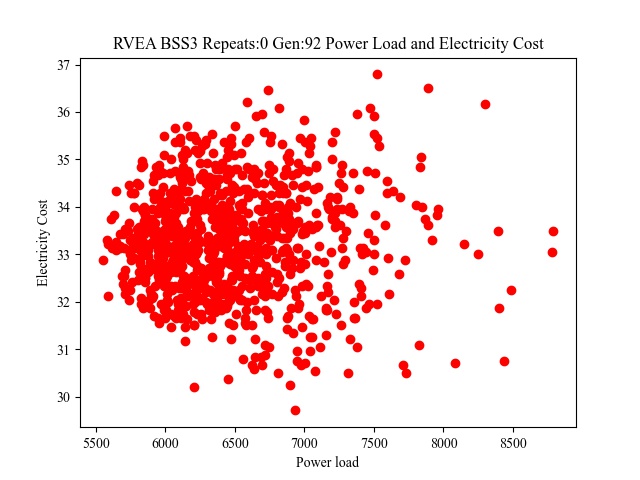 RVEA BSS3 Repeats:0 Gen:92 Power Load and Electricity Cost
37
36
35
34
33
32
31
30
Electricity Cost
5500 6000 6500 7000 7500 8000 8500
Power load